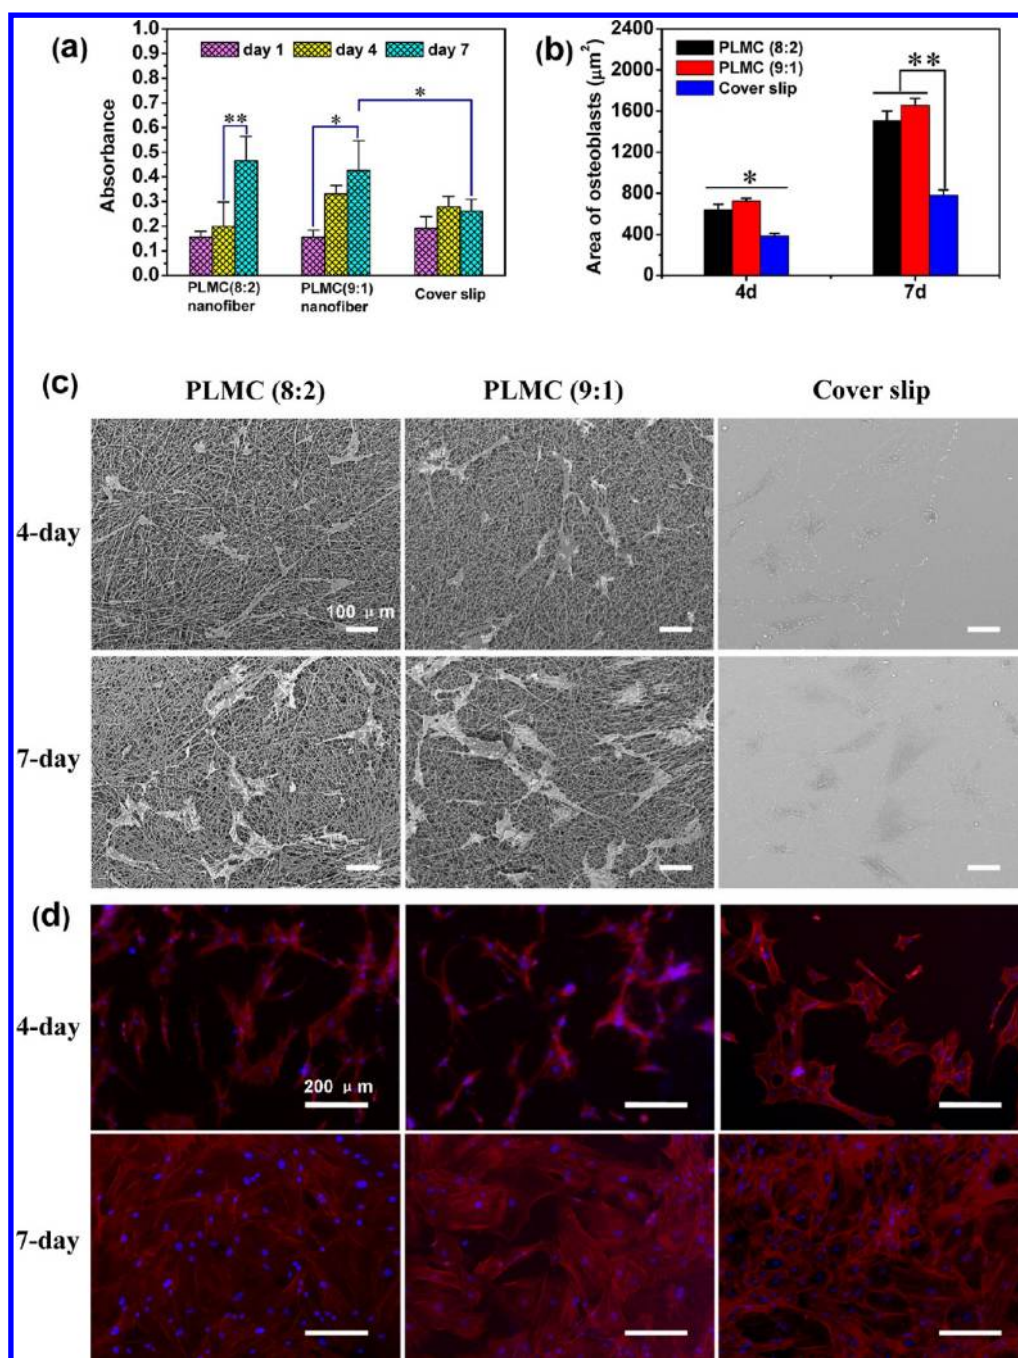 (a)
Absorbance
1.0
0.9
0.8
0.7
0.6
0.5
0.4
0.3
0.2
0.1
0.0
day 1 day 4 day 7
**
*
*
PLMC(8:2)
nanofiber
PLMC(9:1)
nanofiber
Cover slip
(b)
Area of osteoblasts (μm²)
2400
2000
1600
1200
800
400
0
PLMC (8:2)
PLMC (9:1)
Cover slip
*
**
4d
7d
(c)
PLMC (8:2) PLMC (9:1) Cover slip
4-day
100 μm
7-day
(d)
4-day
200 μm
7-day